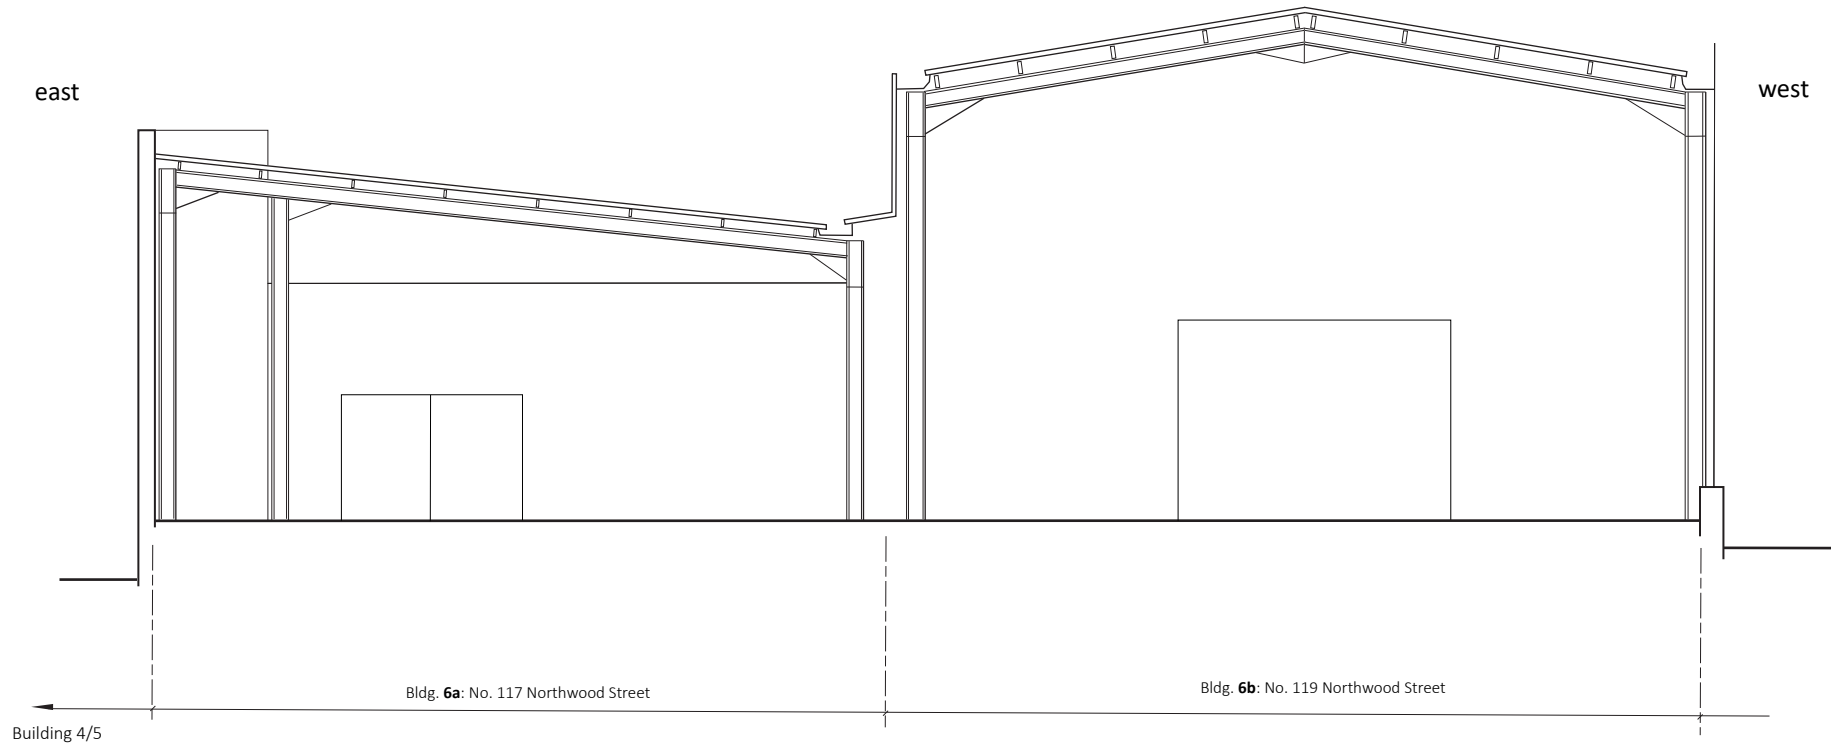 east
west
Bldg. 6a: No. 117 Northwood Street
Bldg. 6b: No. 119 Northwood Street
Building 4/5